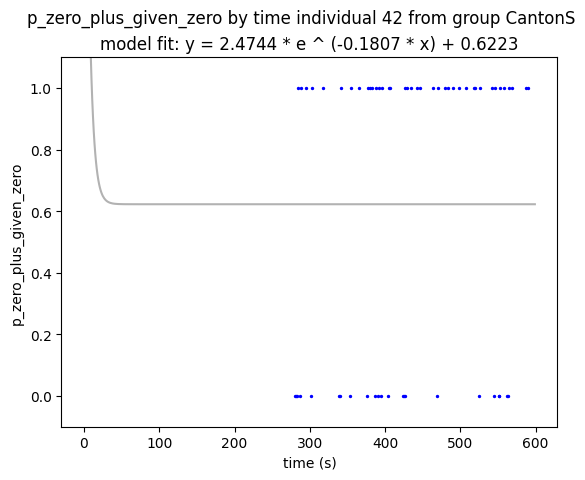 p_zero_plus_given_zero by time individual 42 from group CantonS
model fit: y = 2.4744 * e ^ (-0.1807 * x) + 0.6223
1.0
0.8
0.6
0.4
0.2
0.0
p_zero_plus_given_zero
0 100 200 300 400 500 600
time (s)